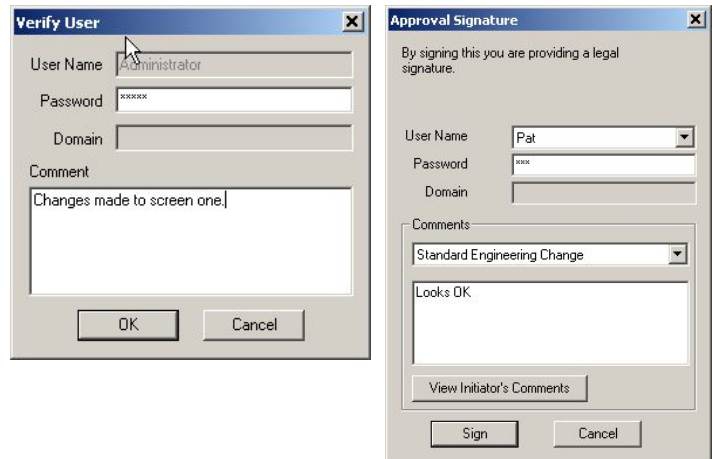 Verify User
User Name Administrator
Password *****
Domain
Comment
Changes made to screen one.
OK Cancel
Approval Signature
By signing this you are providing a legal
signature.
User Name Pat
Password ***
Domain
Comments
Standard Engineering Change
Looks OK
View Initiator's Comments
Sign Cancel